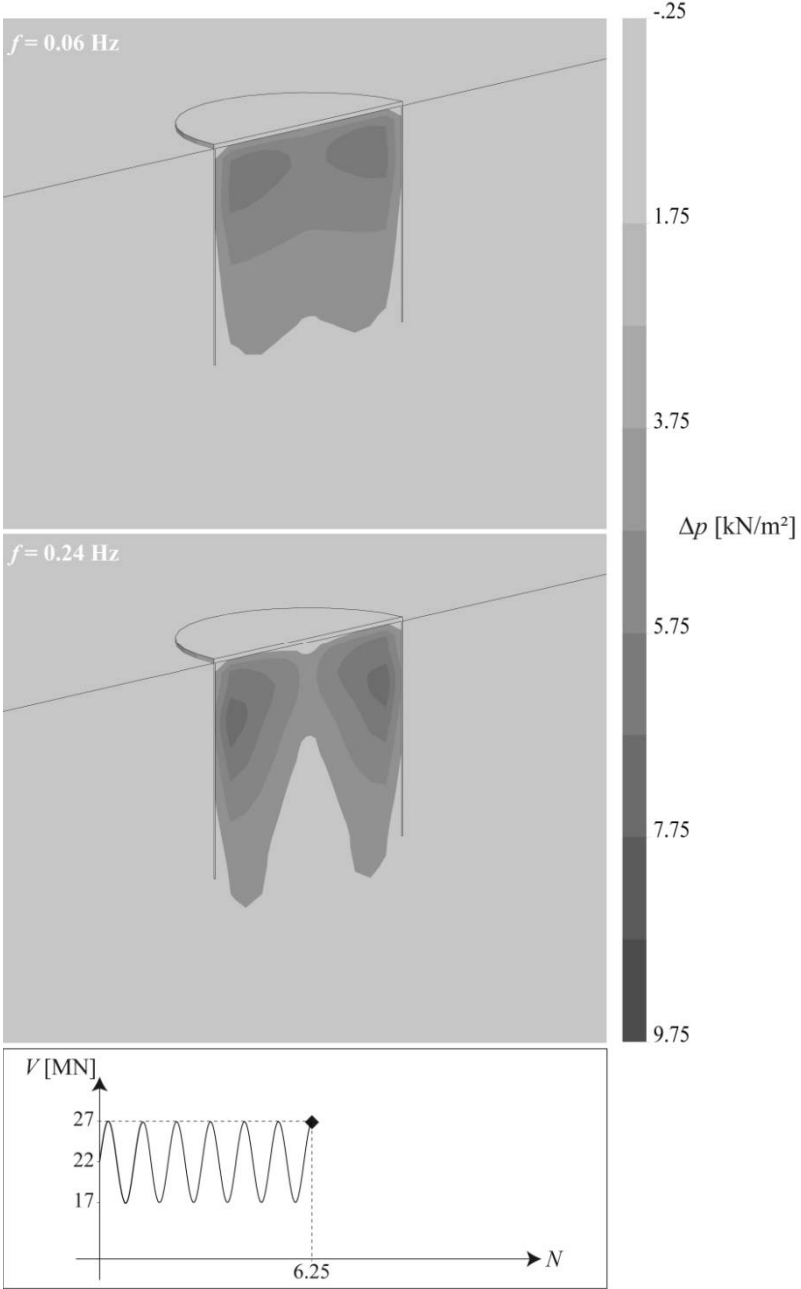 f = 0.06 Hz
-.25
1.75
3.75
Δp [kN/m²]
f = 0.24 Hz
5.75
7.75
9.75
V [MN]
27
22
17
6.25
N